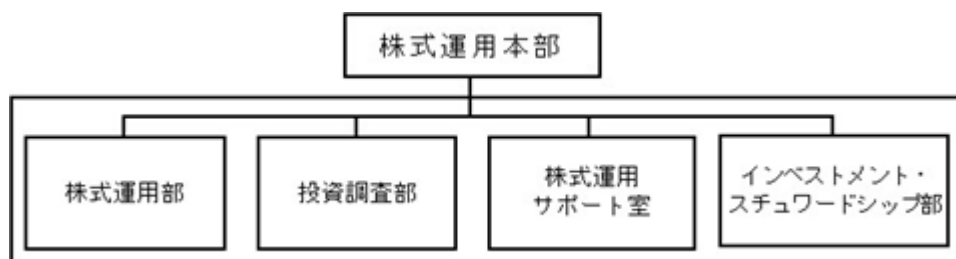 株式運用本部
株式運用部
投資調査部
株式運用
サポート室
インベストメント・
スチュワードシップ部